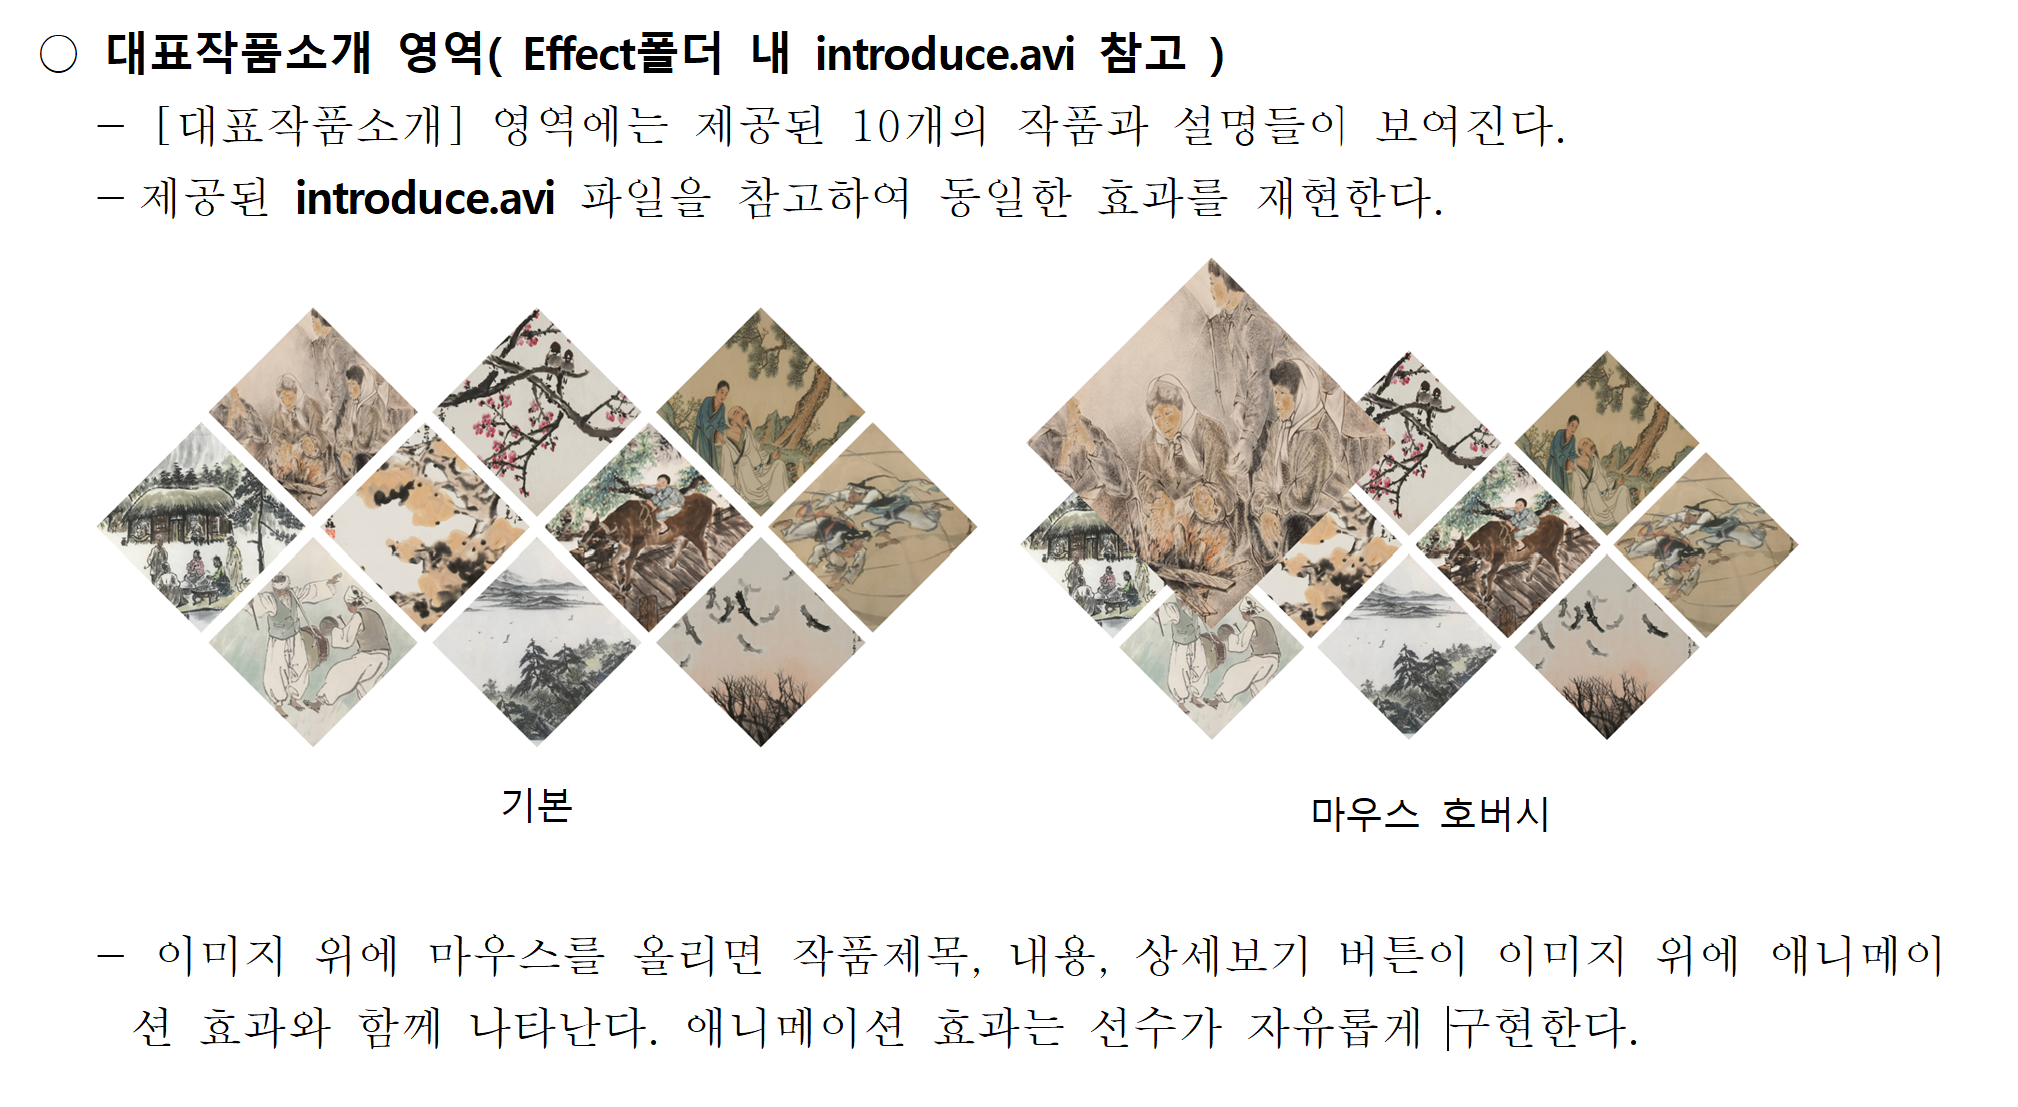 ○ 대표작품소개 영역( Effect폴더 내 introduce.avi 참고 )
- [대표작품소개] 영역에는 제공된 10개의 작품과 설명들이 보여진다.
- 제공된 introduce.avi 파일을 참고하여 동일한 효과를 재현한다.
기본
마우스 호버시
- 이미지 위에 마우스를 올리면 작품제목, 내용, 상세보기 버튼이 이미지 위에 애니메이
션 효과와 함께 나타난다. 애니메이션 효과는 선수가 자유롭게 구현한다.